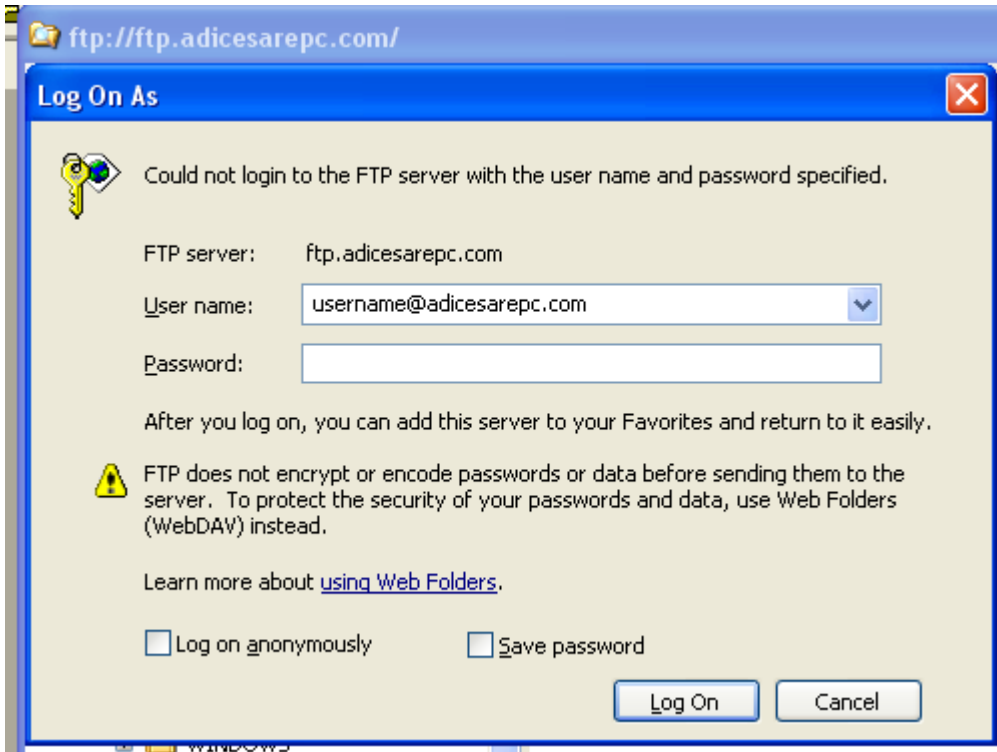 ftp://ftp.adicesarepc.com/
Log On As
Could not login to the FTP server with the user name and password specified.
FTP server: ftp.adicesarepc.com
User name: username@adicesarepc.com
Password:
After you log on, you can add this server to your Favorites and return to it easily.
FTP does not encrypt or encode passwords or data before sending them to the
server. To protect the security of your passwords and data, use Web Folders
(WebDAV) instead.
Learn more about using Web Folders.
Log on anonymously Save password
Log On Cancel
WINDOWS